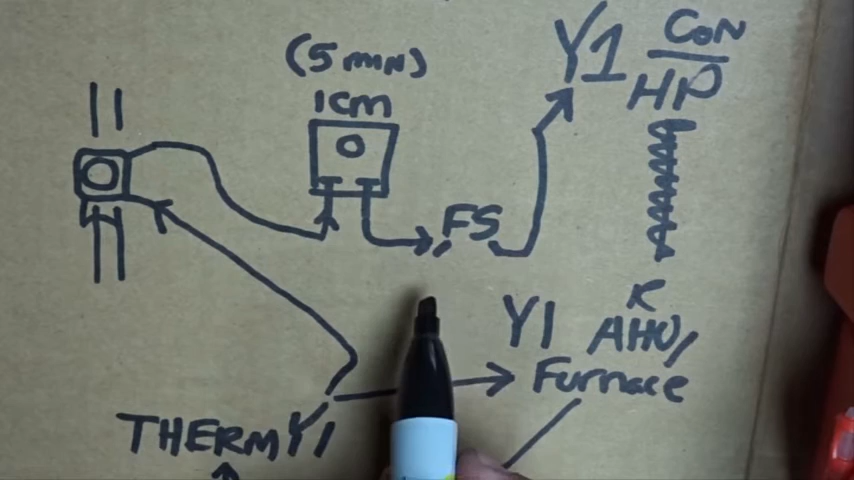 (5 min)
1cm
Y1 CON
HP
FS
Y1 AHU/
Furnace
THERM Y1